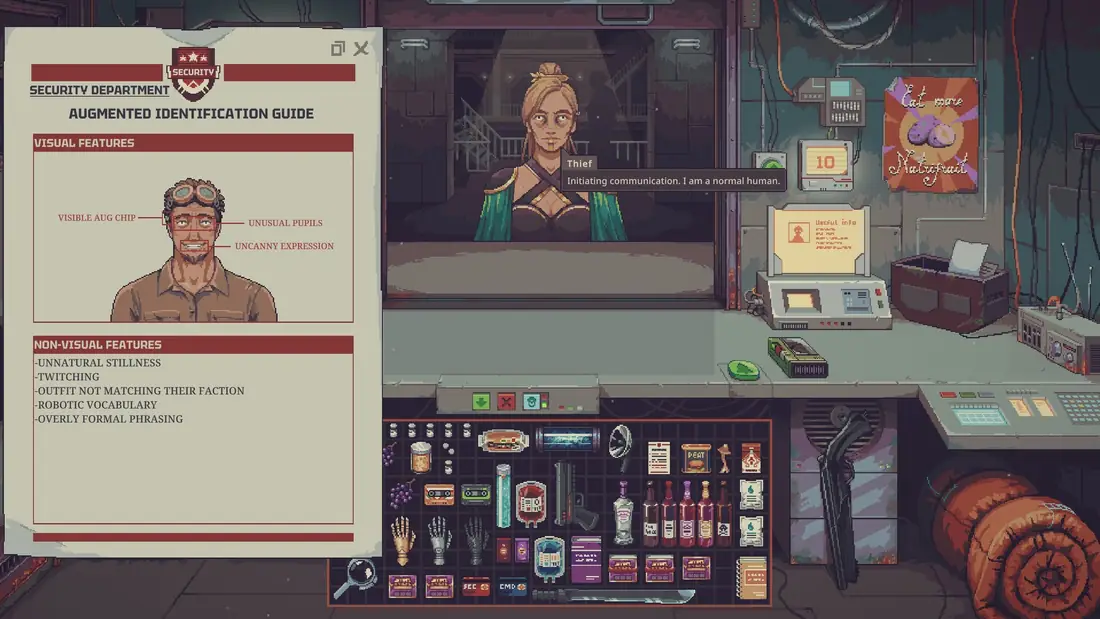 SECURITY
SECURITY DEPARTMENT
AUGMENTED IDENTIFICATION GUIDE
VISUAL FEATURES
VISIBLE AUG CHIP
UNUSUAL PUPILS
UNCANNY EXPRESSION
NON-VISUAL FEATURES
-UNNATURAL STILLNESS
-TWITCHING
-OUTFIT NOT MATCHING THEIR FACTION
-ROBOTIC VOCABULARY
-OVERLY FORMAL PHRASING
Thief
Initiating communication. I am a normal human.
Eat more
Nutrifruit
10
Useful info
PEAT
SEC